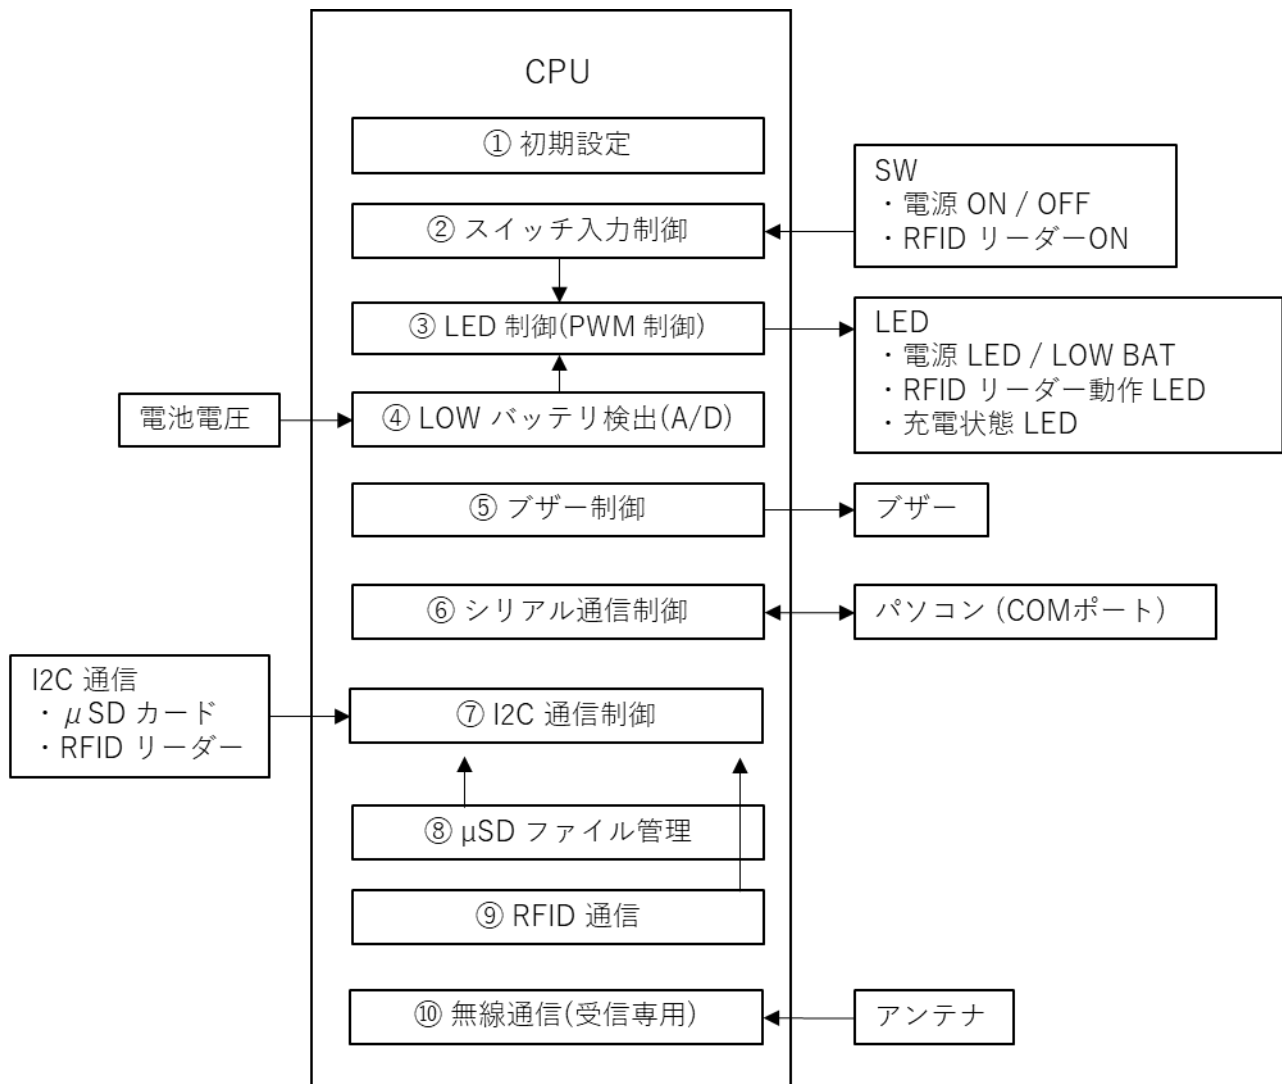 CPU
① 初期設定
② スイッチ入力制御
SW
・電源 ON / OFF
・RFID リーダーON
③ LED 制御(PWM 制御)
LED
・電源 LED / LOW BAT
・RFID リーダー動作 LED
・充電状態 LED
電池電圧
④ LOW バッテリ検出(A/D)
⑤ ブザー制御
ブザー
⑥ シリアル通信制御
パソコン (COMポート)
I2C 通信
・μSD カード
・RFID リーダー
⑦ I2C 通信制御
⑧ μSD ファイル管理
⑨ RFID 通信
⑩ 無線通信(受信専用)
アンテナ